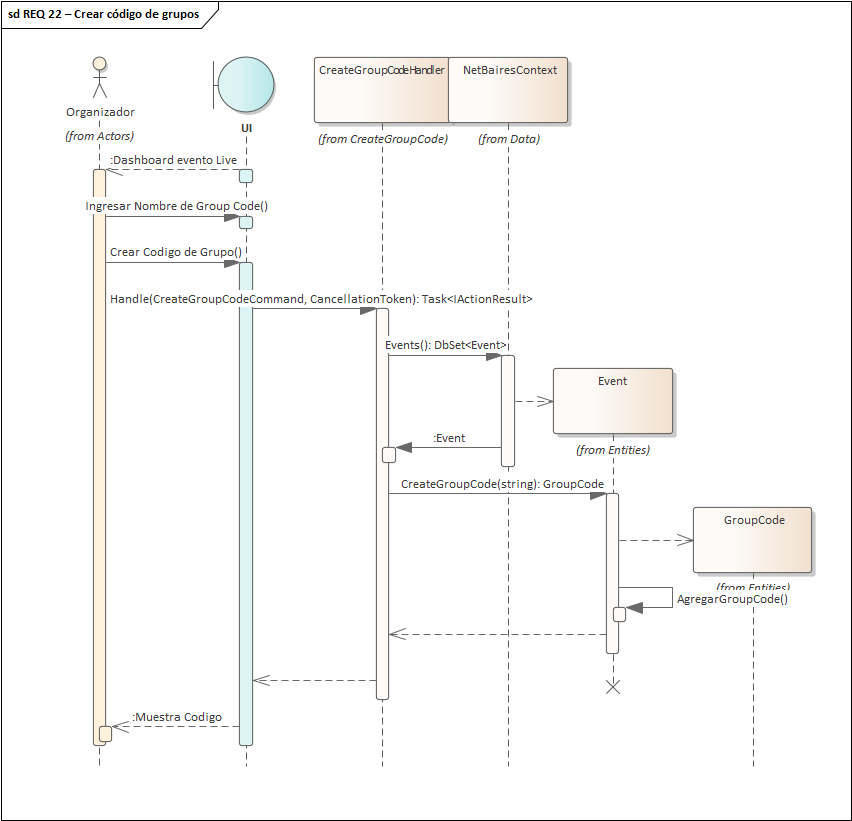 sd REQ 22 – Crear código de grupos
Organizador
(from Actors)
UI
CreateGroupCodeHandler
(from CreateGroupCode)
NetBairesContext
(from Data)
:Dashboard evento Live
Ingresar Nombre de Group Code()
Crear Codigo de Grupo()
Handle(CreateGroupCodeCommand, CancellationToken): Task<IActionResult>
Events(): DbSet<Event>
Event
(from Entities)
:Event
CreateGroupCode(string): GroupCode
GroupCode
(from Entities)
AgregarGroupCode()
:Muestra Codigo